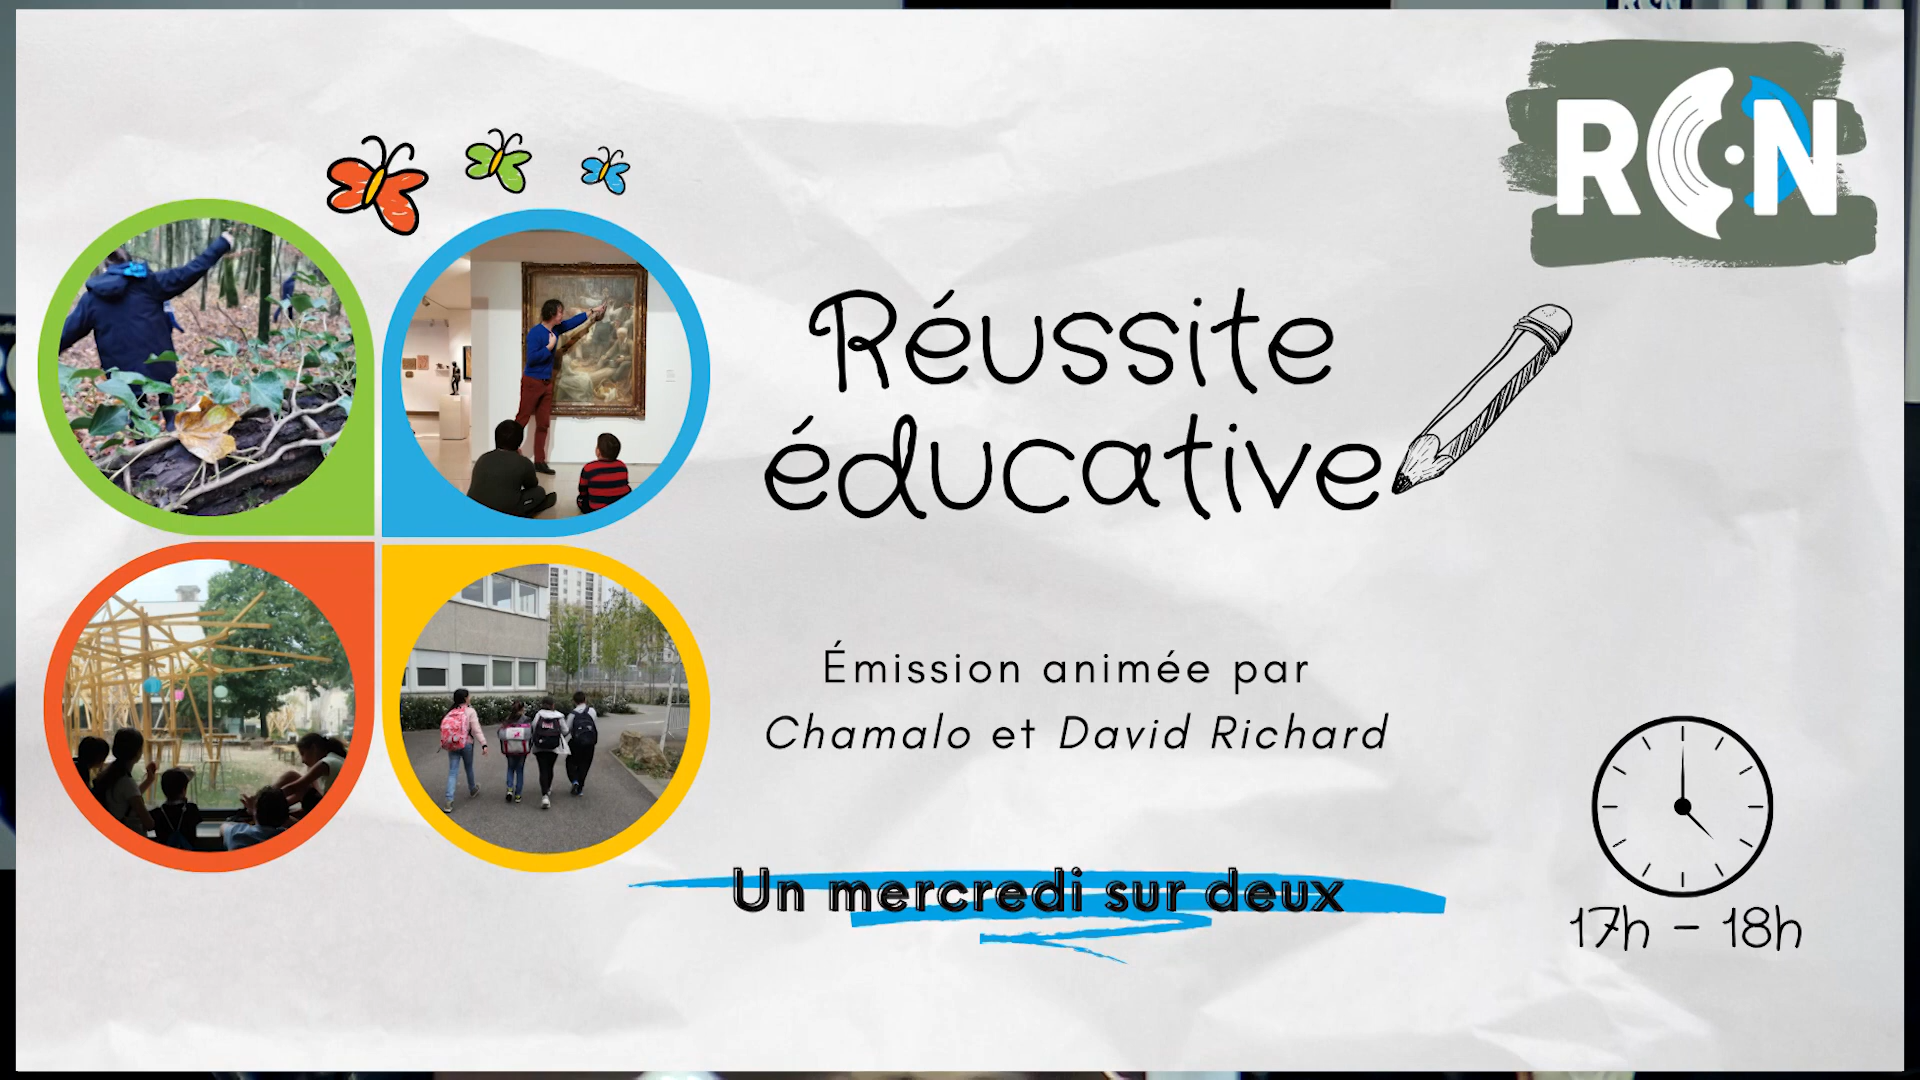 RCN
Réussite
éducative
Émission animée par
Chamalo et David Richard
Un mercredi sur deux
17h - 18h